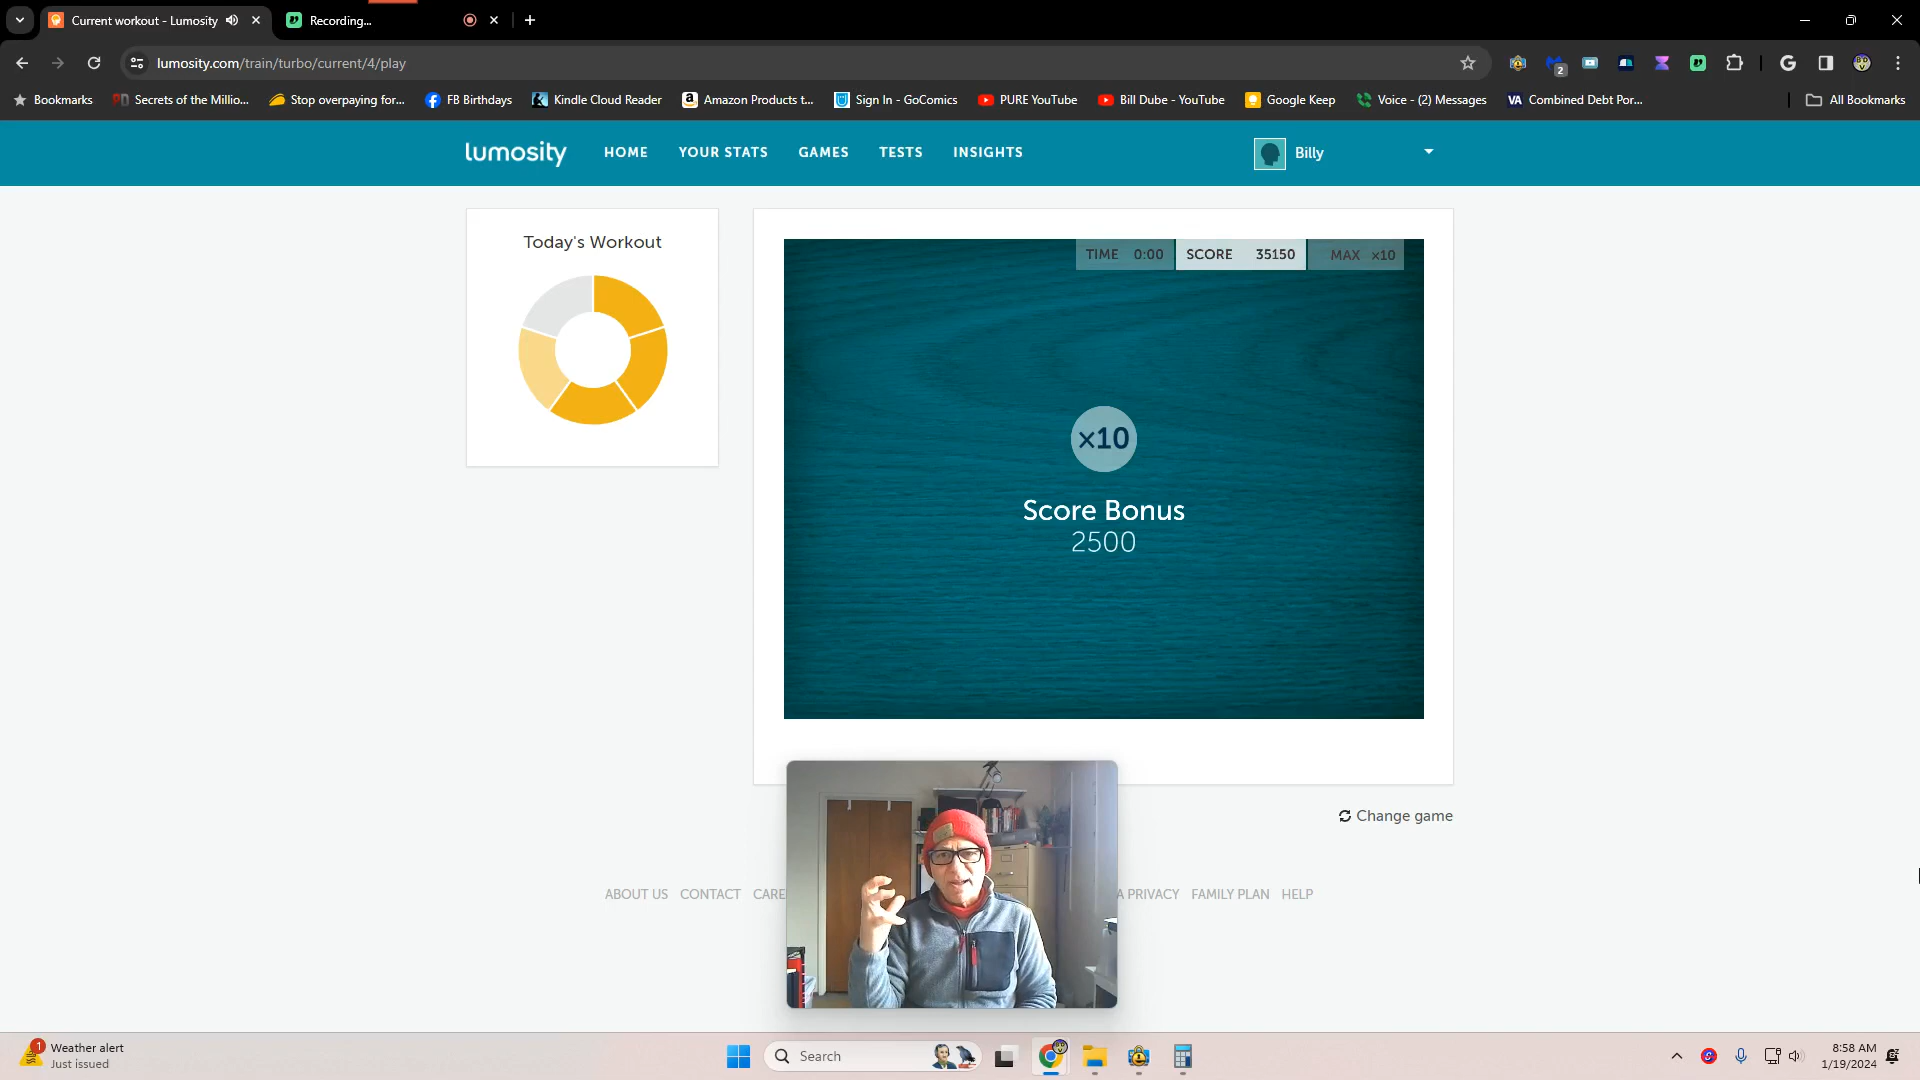 Current workout - Lumosity
Recording...
lumosity.com/train/turbo/current/4/play
2
Bookmarks
Secrets of the Millio...
Stop overpaying for...
FB Birthdays
Kindle Cloud Reader
Amazon Products t...
Sign In - GoComics
PURE YouTube
Bill Dube - YouTube
Google Keep
Voice - (2) Messages
VA Combined Debt Por...
All Bookmarks
lumosity
HOME
YOUR STATS
GAMES
TESTS
INSIGHTS
Billy
Today's Workout
TIME 0:00
SCORE 35150
MAX ×10
×10
Score Bonus
2500
Change game
ABOUT US CONTACT CARE
A PRIVACY FAMILY PLAN HELP
1
Weather alert
Just issued
Search
8:58 AM
1/19/2024